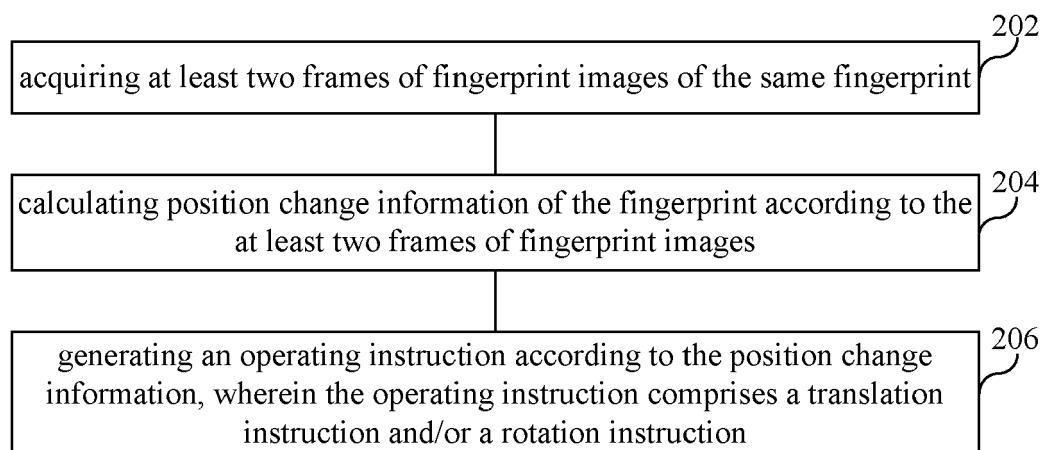 202
acquiring at least two frames of fingerprint images of the same fingerprint
204
calculating position change information of the fingerprint according to the
at least two frames of fingerprint images
206
generating an operating instruction according to the position change
information, wherein the operating instruction comprises a translation
instruction and/or a rotation instruction